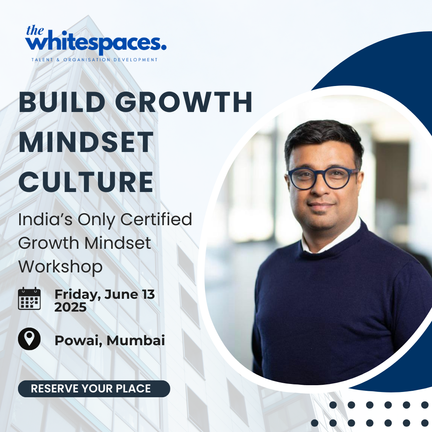 the
whitespaces.
TALENT & ORGANISATION DEVELOPMENT
BUILD GROWTH
MINDSET
CULTURE
India's Only Certified
Growth Mindset
Workshop
Friday, June 13
2025
Powai, Mumbai
RESERVE YOUR PLACE